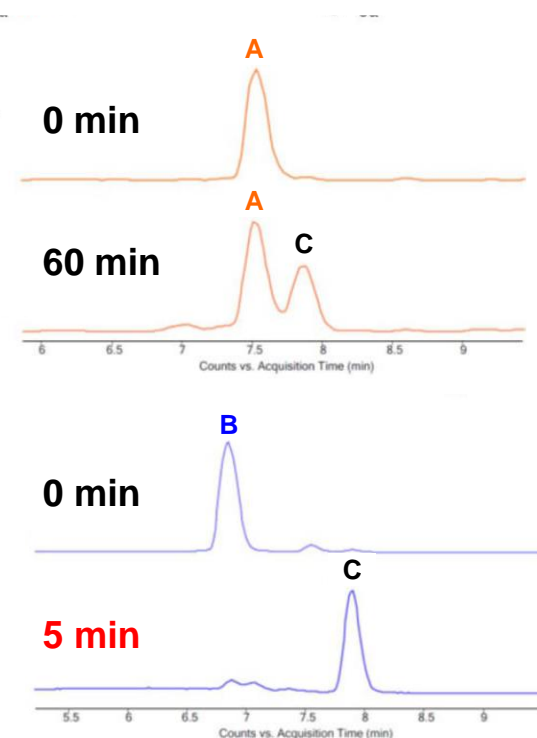 A
0 min
A
C
60 min
6 6.5 7 7.5 8 8.5 9
Counts vs. Acquisition Time (min)
B
0 min
C
5 min
5.5 6 6.5 7 7.5 8 8.5 9
Counts vs. Acquisition Time (min)